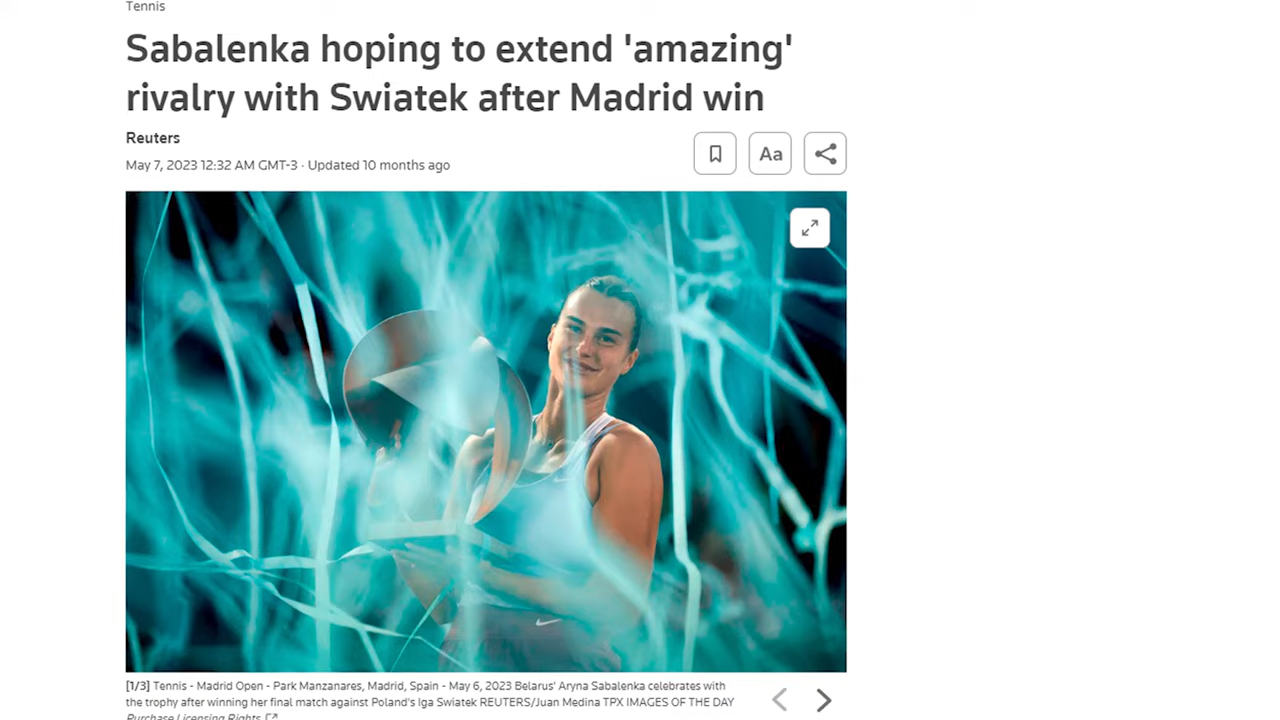 Tennis
Sabalenka hoping to extend 'amazing'
rivalry with Swiatek after Madrid win
Reuters
May 7, 2023 12:32 AM GMT-3 · Updated 10 months ago
Aa
[1/3] Tennis - Madrid Open - Park Manzanares, Madrid, Spain - May 6, 2023 Belarus' Aryna Sabalenka celebrates with
the trophy after winning her final match against Poland's Iga Swiatek REUTERS/Juan Medina TPX IMAGES OF THE DAY
Purchase Licensing Rights